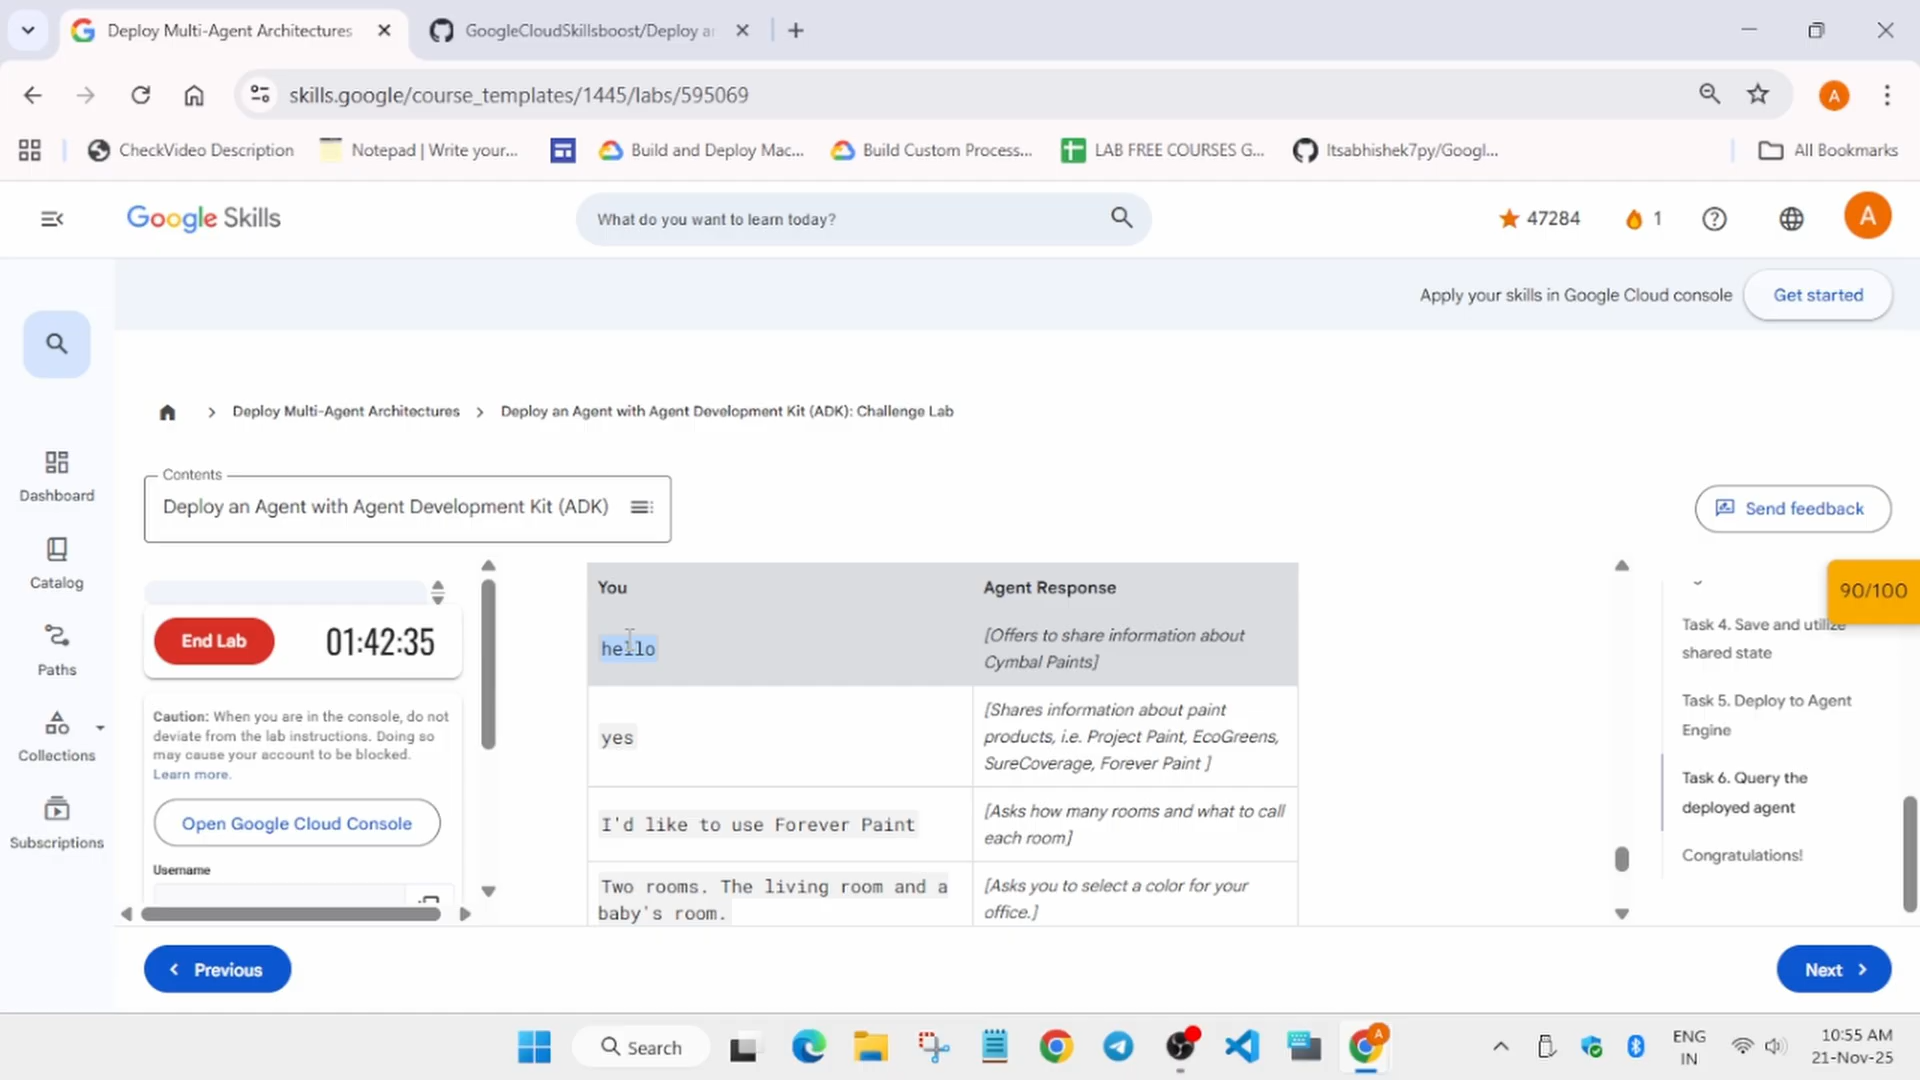 Deploy Multi-Agent Architectures
GoogleCloudSkillsboost/Deploy ar
skills.google/course_templates/1445/labs/595069
A
CheckVideo Description
Notepad | Write your...
Build and Deploy Mac...
Build Custom Process...
LAB FREE COURSES G...
Itsabhishek7py/Googl...
All Bookmarks
Google Skills
What do you want to learn today?
47284
1
A
Apply your skills in Google Cloud console
Get started
Deploy Multi-Agent Architectures
Deploy an Agent with Agent Development Kit (ADK): Challenge Lab
Contents
Deploy an Agent with Agent Development Kit (ADK)
Send feedback
Dashboard
Catalog
Paths
Collections
Subscriptions
End Lab
01:42:35
Caution: When you are in the console, do not
deviate from the lab instructions. Doing so
may cause your account to be blocked.
Learn more.
Open Google Cloud Console
Username
You
Agent Response
hello
[Offers to share information about
Cymbal Paints]
yes
[Shares information about paint
products, i.e. Project Paint, EcoGreens,
SureCoverage, Forever Paint ]
I'd like to use Forever Paint
[Asks how many rooms and what to call
each room]
Two rooms. The living room and a
baby's room.
[Asks you to select a color for your
office.]
90/100
Task 4. Save and utilize
shared state
Task 5. Deploy to Agent
Engine
Task 6. Query the
deployed agent
Congratulations!
Previous
Next
Search
A
ENG
IN
10:55 AM
21-Nov-25